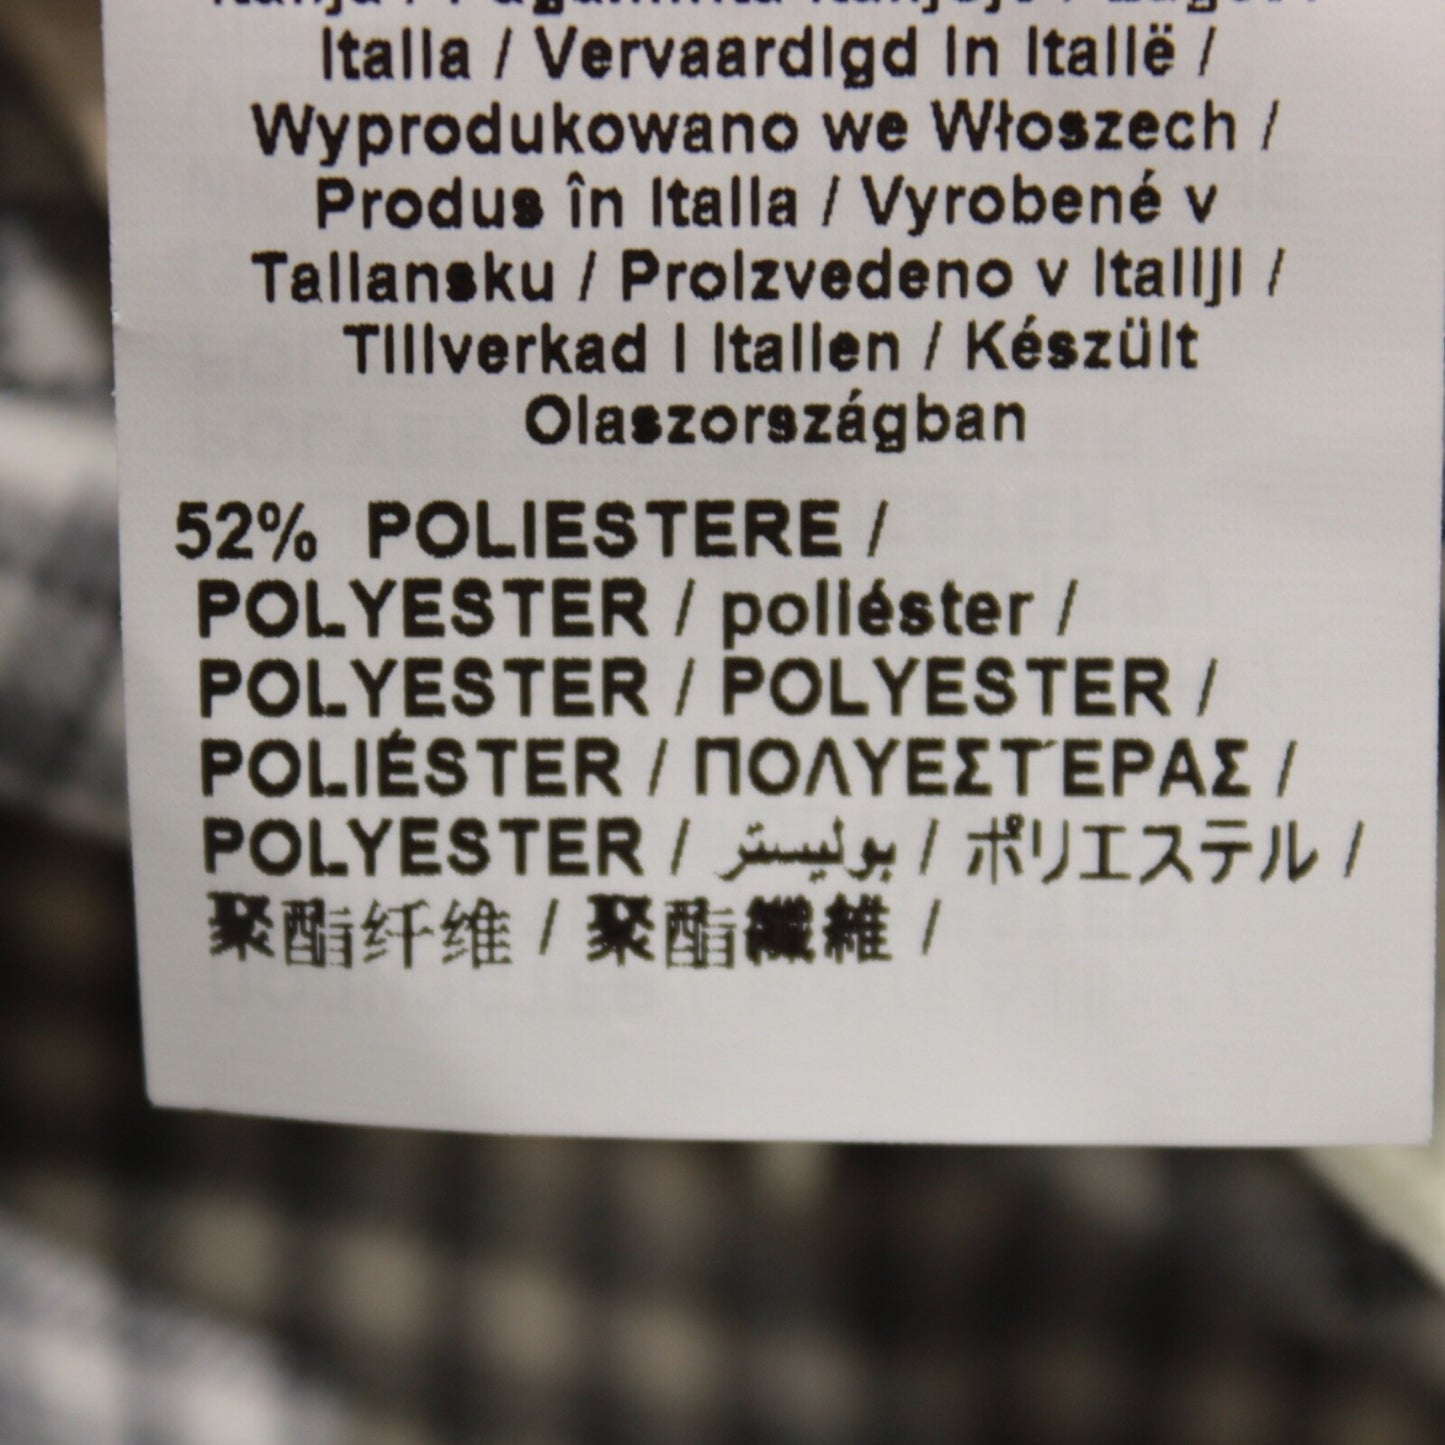 Italia / Vervaardigd in Italië /
Wyprodukowano we Włoszech /
Produs în Italia / Vyrobené v
Taliansku / Proizvedeno v Italiji /
Tillverkad i Italien / Készült
Olaszországban
52% POLIESTERE /
POLYESTER / poliéster /
POLYESTER / POLYESTER /
POLIÉSTER / ΠΟΛΥΕΣΤΈΡΑΣ /
POLYESTER / بوليستر / ポリエステル /
聚酯纤维 / 聚酯纖維 /